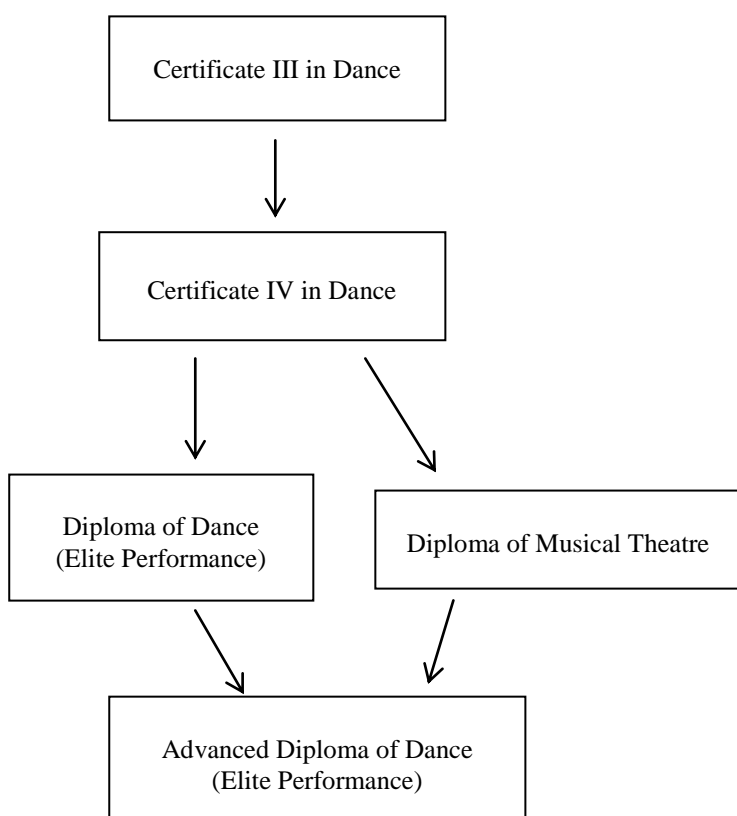 Certificate III in Dance
Certificate IV in Dance
Diploma of Dance
(Elite Performance)
Diploma of Musical Theatre
Advanced Diploma of Dance
(Elite Performance)